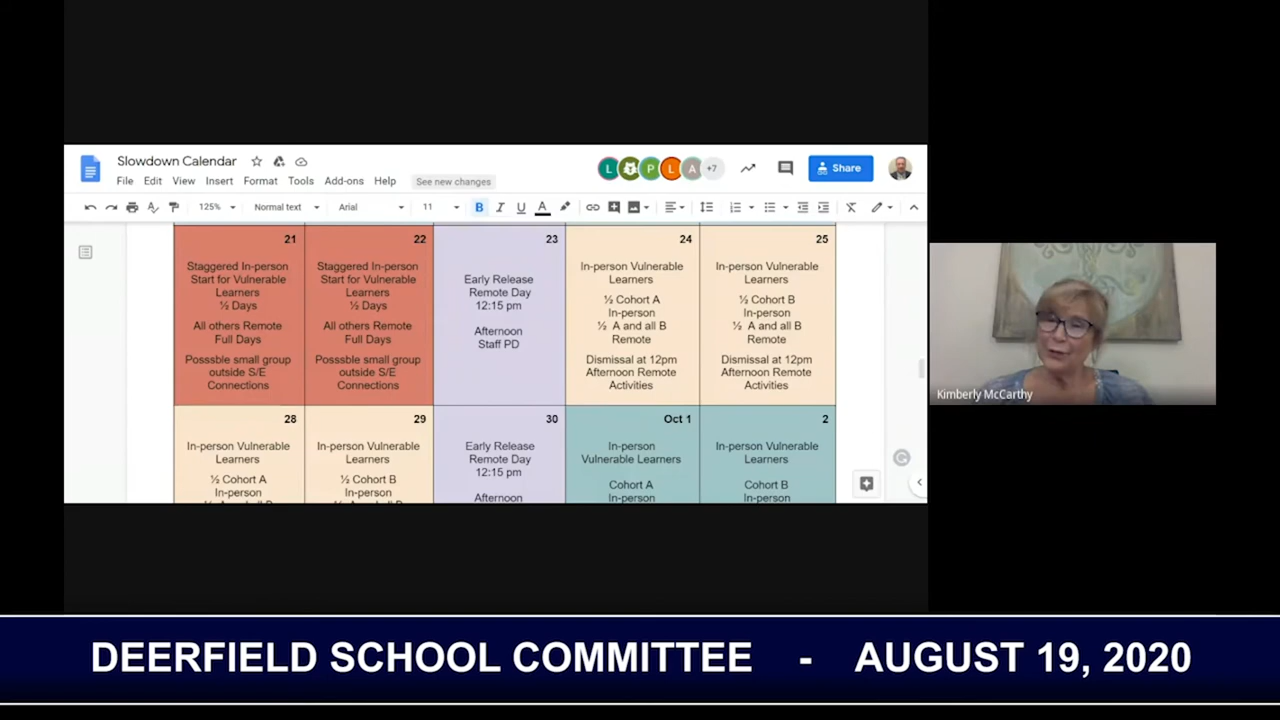 Slowdown Calendar
L P L A +7
Share
File Edit View Insert Format Tools Add-ons Help See new changes
125% Normal text Arial 11 B I U A
21
Staggered In-person
Start for Vulnerable
Learners
½ Days
All others Remote
Full Days
Posssble small group
outside S/E
Connections
22
Staggered In-person
Start for Vulnerable
Learners
½ Days
All others Remote
Full Days
Posssble small group
outside S/E
Connections
23
Early Release
Remote Day
12:15 pm
Afternoon
Staff PD
24
In-person Vulnerable
Learners
½ Cohort A
In-person
½ A and all B
Remote
Dismissal at 12pm
Afternoon Remote
Activities
25
In-person Vulnerable
Learners
½ Cohort B
In-person
½ A and all B
Remote
Dismissal at 12pm
Afternoon Remote
Activities
28
In-person Vulnerable
Learners
½ Cohort A
In-person
29
In-person Vulnerable
Learners
½ Cohort B
In-person
30
Early Release
Remote Day
12:15 pm
Afternoon
Oct 1
In-person
Vulnerable Learners
Cohort A
In-person
2
In-person Vulnerable
Learners
Cohort B
In-person
Kimberly McCarthy
DEERFIELD SCHOOL COMMITTEE - AUGUST 19, 2020